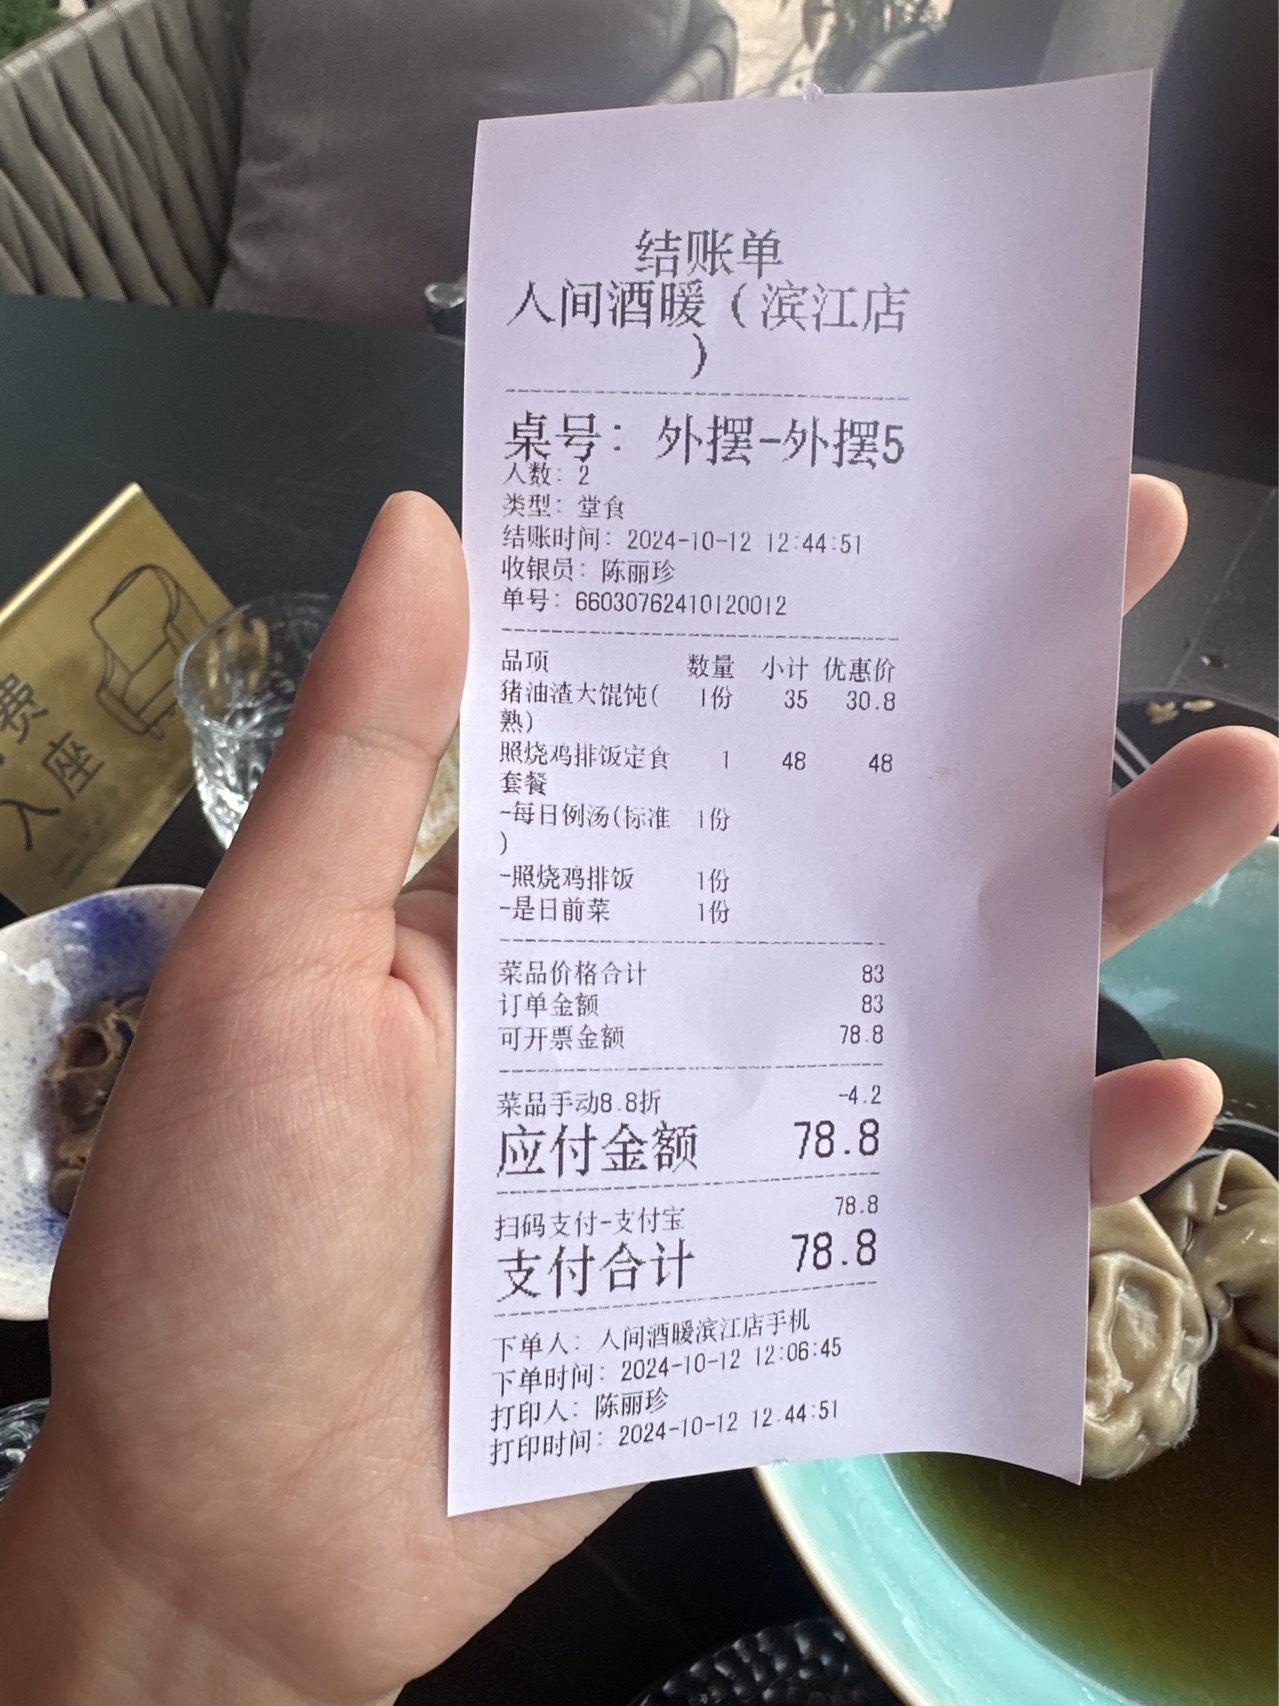 结账单
人间酒暖（滨江店
）
桌号：外摆-外摆5
人数：2
类型：堂食
结账时间：2024-10-12 12:44:51
收银员：陈丽珍
单号：66030762410120012
品项 数量 小计 优惠价
猪油渣大馄饨( 1份 35 30.8
熟)
照烧鸡排饭定食 1 48 48
套餐
-每日例汤(标准 1份
)
-照烧鸡排饭 1份
-是日前菜 1份
菜品价格合计 83
订单金额 83
可开票金额 78.8
菜品手动8.8折 -4.2
应付金额 78.8
扫码支付-支付宝 78.8
支付合计 78.8
下单人：人间酒暖滨江店手机
下单时间：2024-10-12 12:06:45
打印人：陈丽珍
打印时间：2024-10-12 12:44:51
费
入座